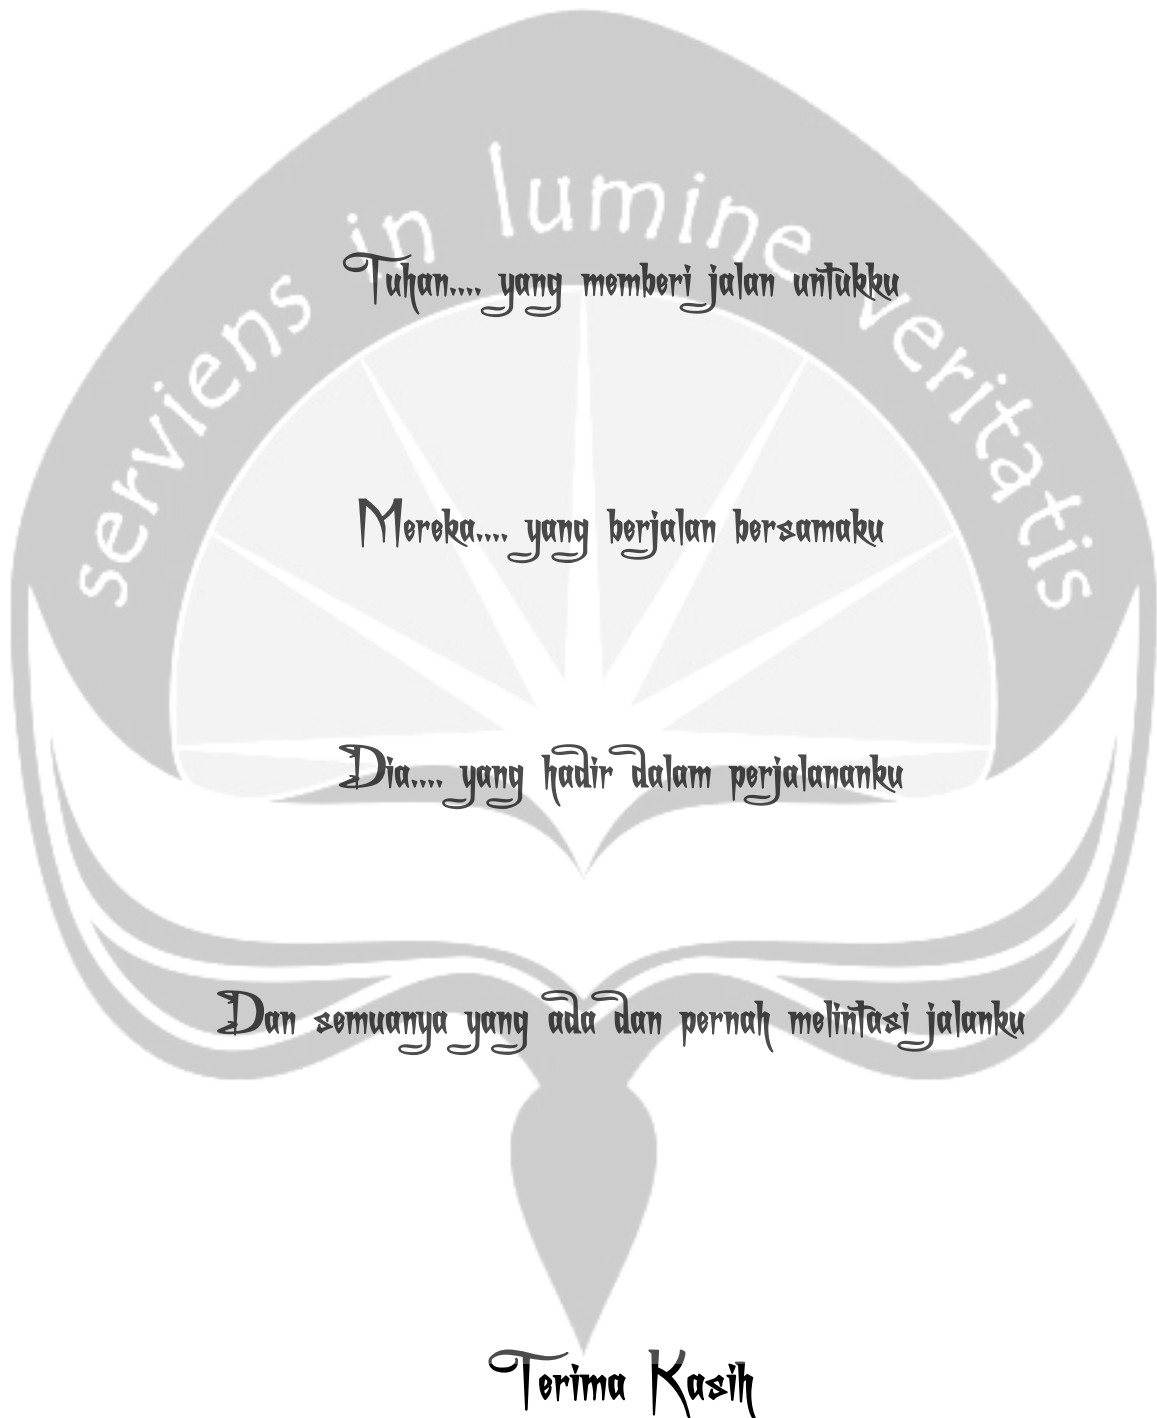 serviens in lumine veritatis
Tuhan.... yang memberi jalan untukku
Mereka.... yang berjalan bersamaku
Dia.... yang hadir dalam perjalananku
Dan semuanya yang ada dan pernah melintasi jalanku
Terima Kasih